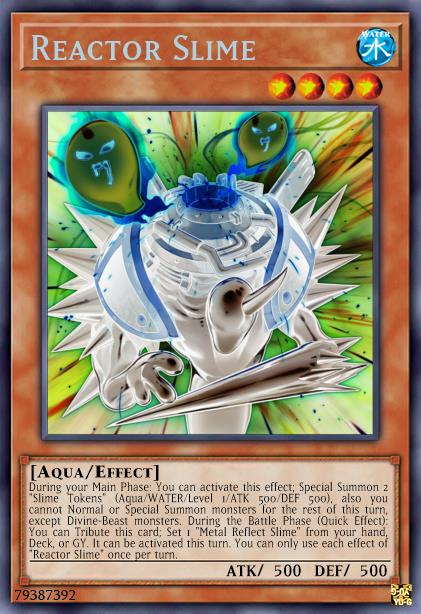 REACTOR SLIME
WATER
水
[AQUA/EFFECT]
During your Main Phase: You can activate this effect; Special Summon 2
"Slime Tokens" (Aqua/WATER/Level 1/ATK 500/DEF 500), also you
cannot Normal or Special Summon monsters for the rest of this turn,
except Divine-Beast monsters. During the Battle Phase (Quick Effect):
You can Tribute this card; Set 1 "Metal Reflect Slime" from your hand,
Deck, or GY. It can be activated this turn. You can only use each effect of
"Reactor Slime" once per turn.
ATK/ 500 DEF/ 500
79387392